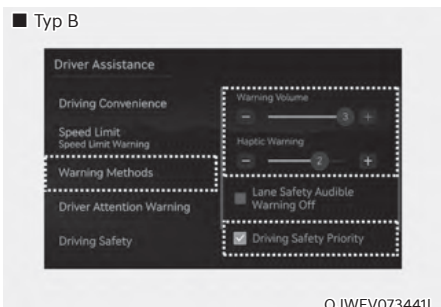 ■ Typ B
Driver Assistance
Driving Convenience
Speed Limit
Speed Limit Warning
Warning Methods
Driver Attention Warning
Driving Safety
Warning Volume
− 3 +
Haptic Warning
− 2 +
Lane Safety Audible
Warning Off
Driving Safety Priority
OJWEV073441L